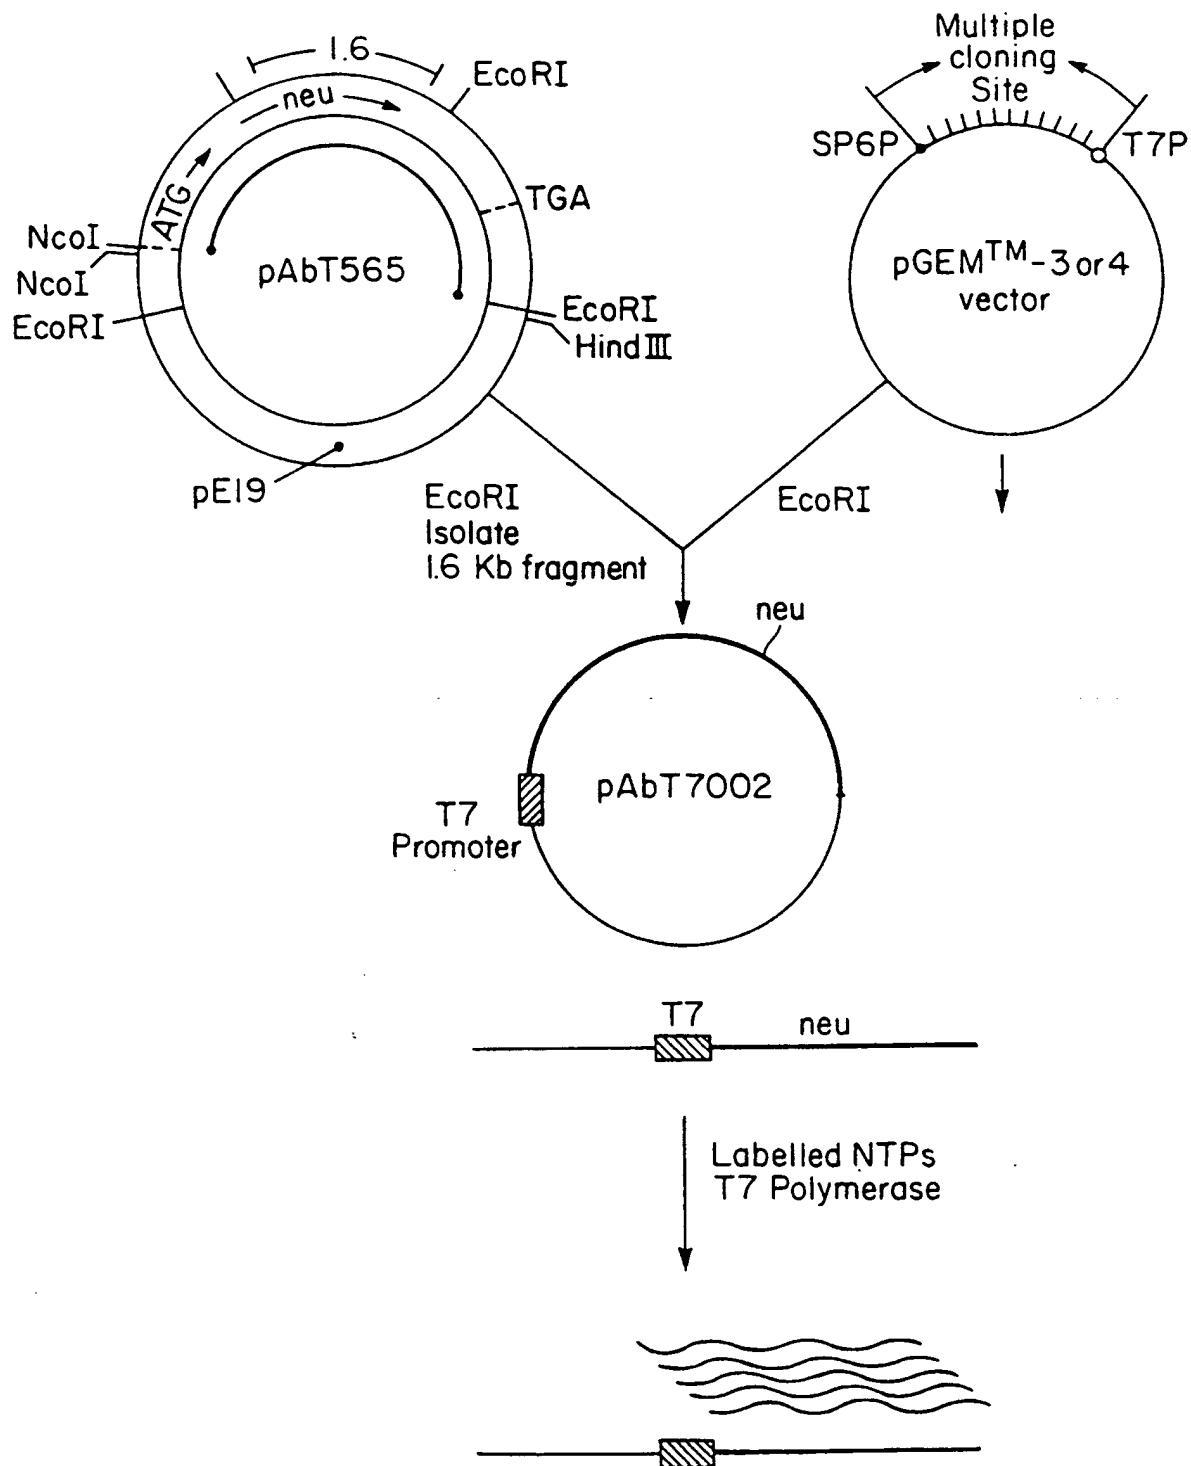 1.6
EcoRI
neu
ATG
TGA
NcoI
NcoI
EcoRI
pAbT565
EcoRI
Hind III
pE19
Multiple
cloning
Site
SP6P
T7P
pGEM™-3 or 4
vector
EcoRI
Isolate
1.6 Kb fragment
EcoRI
neu
pAbT7002
T7
Promoter
T7
neu
Labelled NTPs
T7 Polymerase